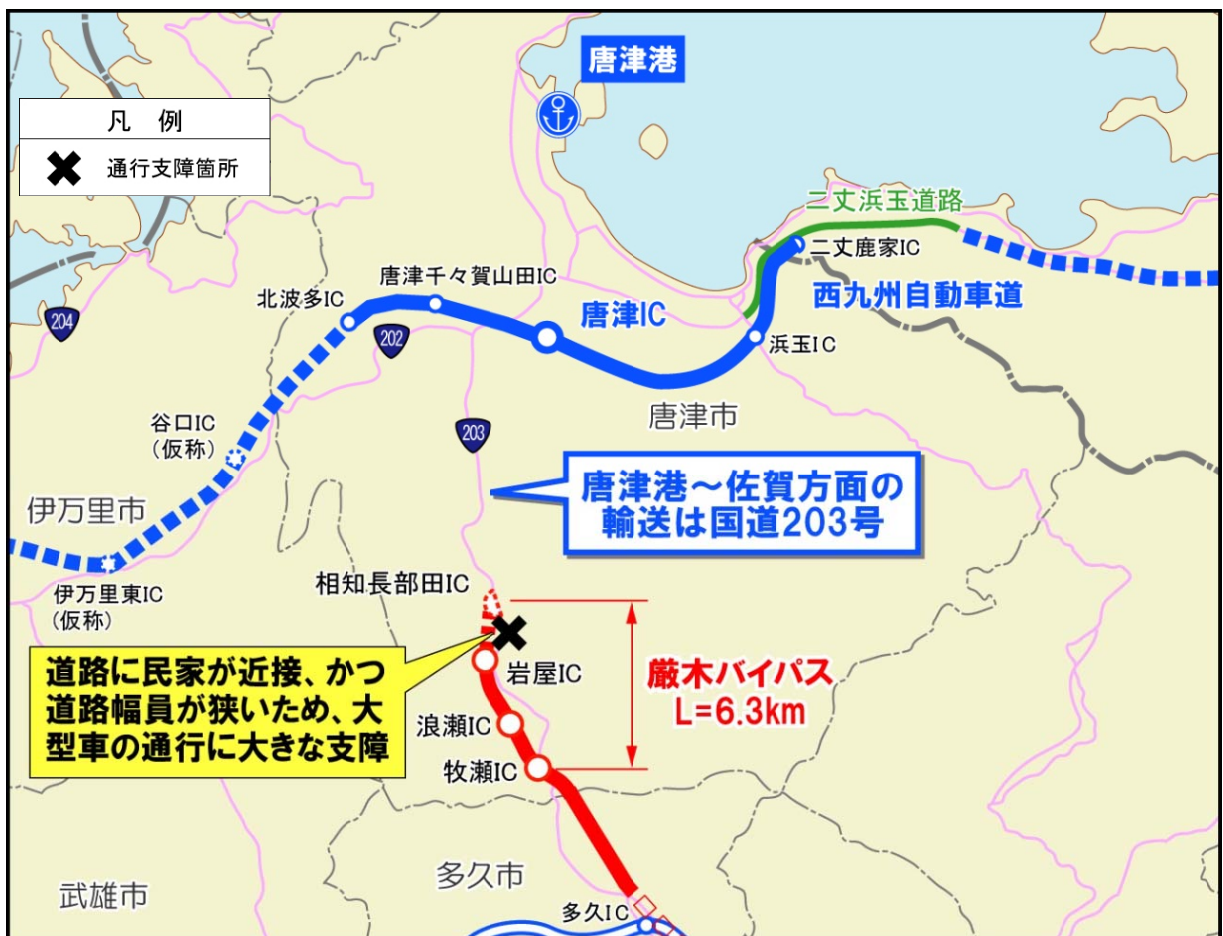 唐津港
凡 例
通行支障箇所
二丈浜玉道路
二丈鹿家IC
唐津千々賀山田IC
西九州自動車道
北波多IC
唐津IC
204
202
浜玉IC
唐津市
谷口IC
(仮称)
203
唐津港～佐賀方面の
輸送は国道203号
伊万里市
相知長部田IC
伊万里東IC
(仮称)
道路に民家が近接、かつ
道路幅員が狭いため、大
型車の通行に大きな支障
岩屋IC
厳木バイパス
L=6.3km
浪瀬IC
牧瀬IC
多久市
武雄市
多久IC